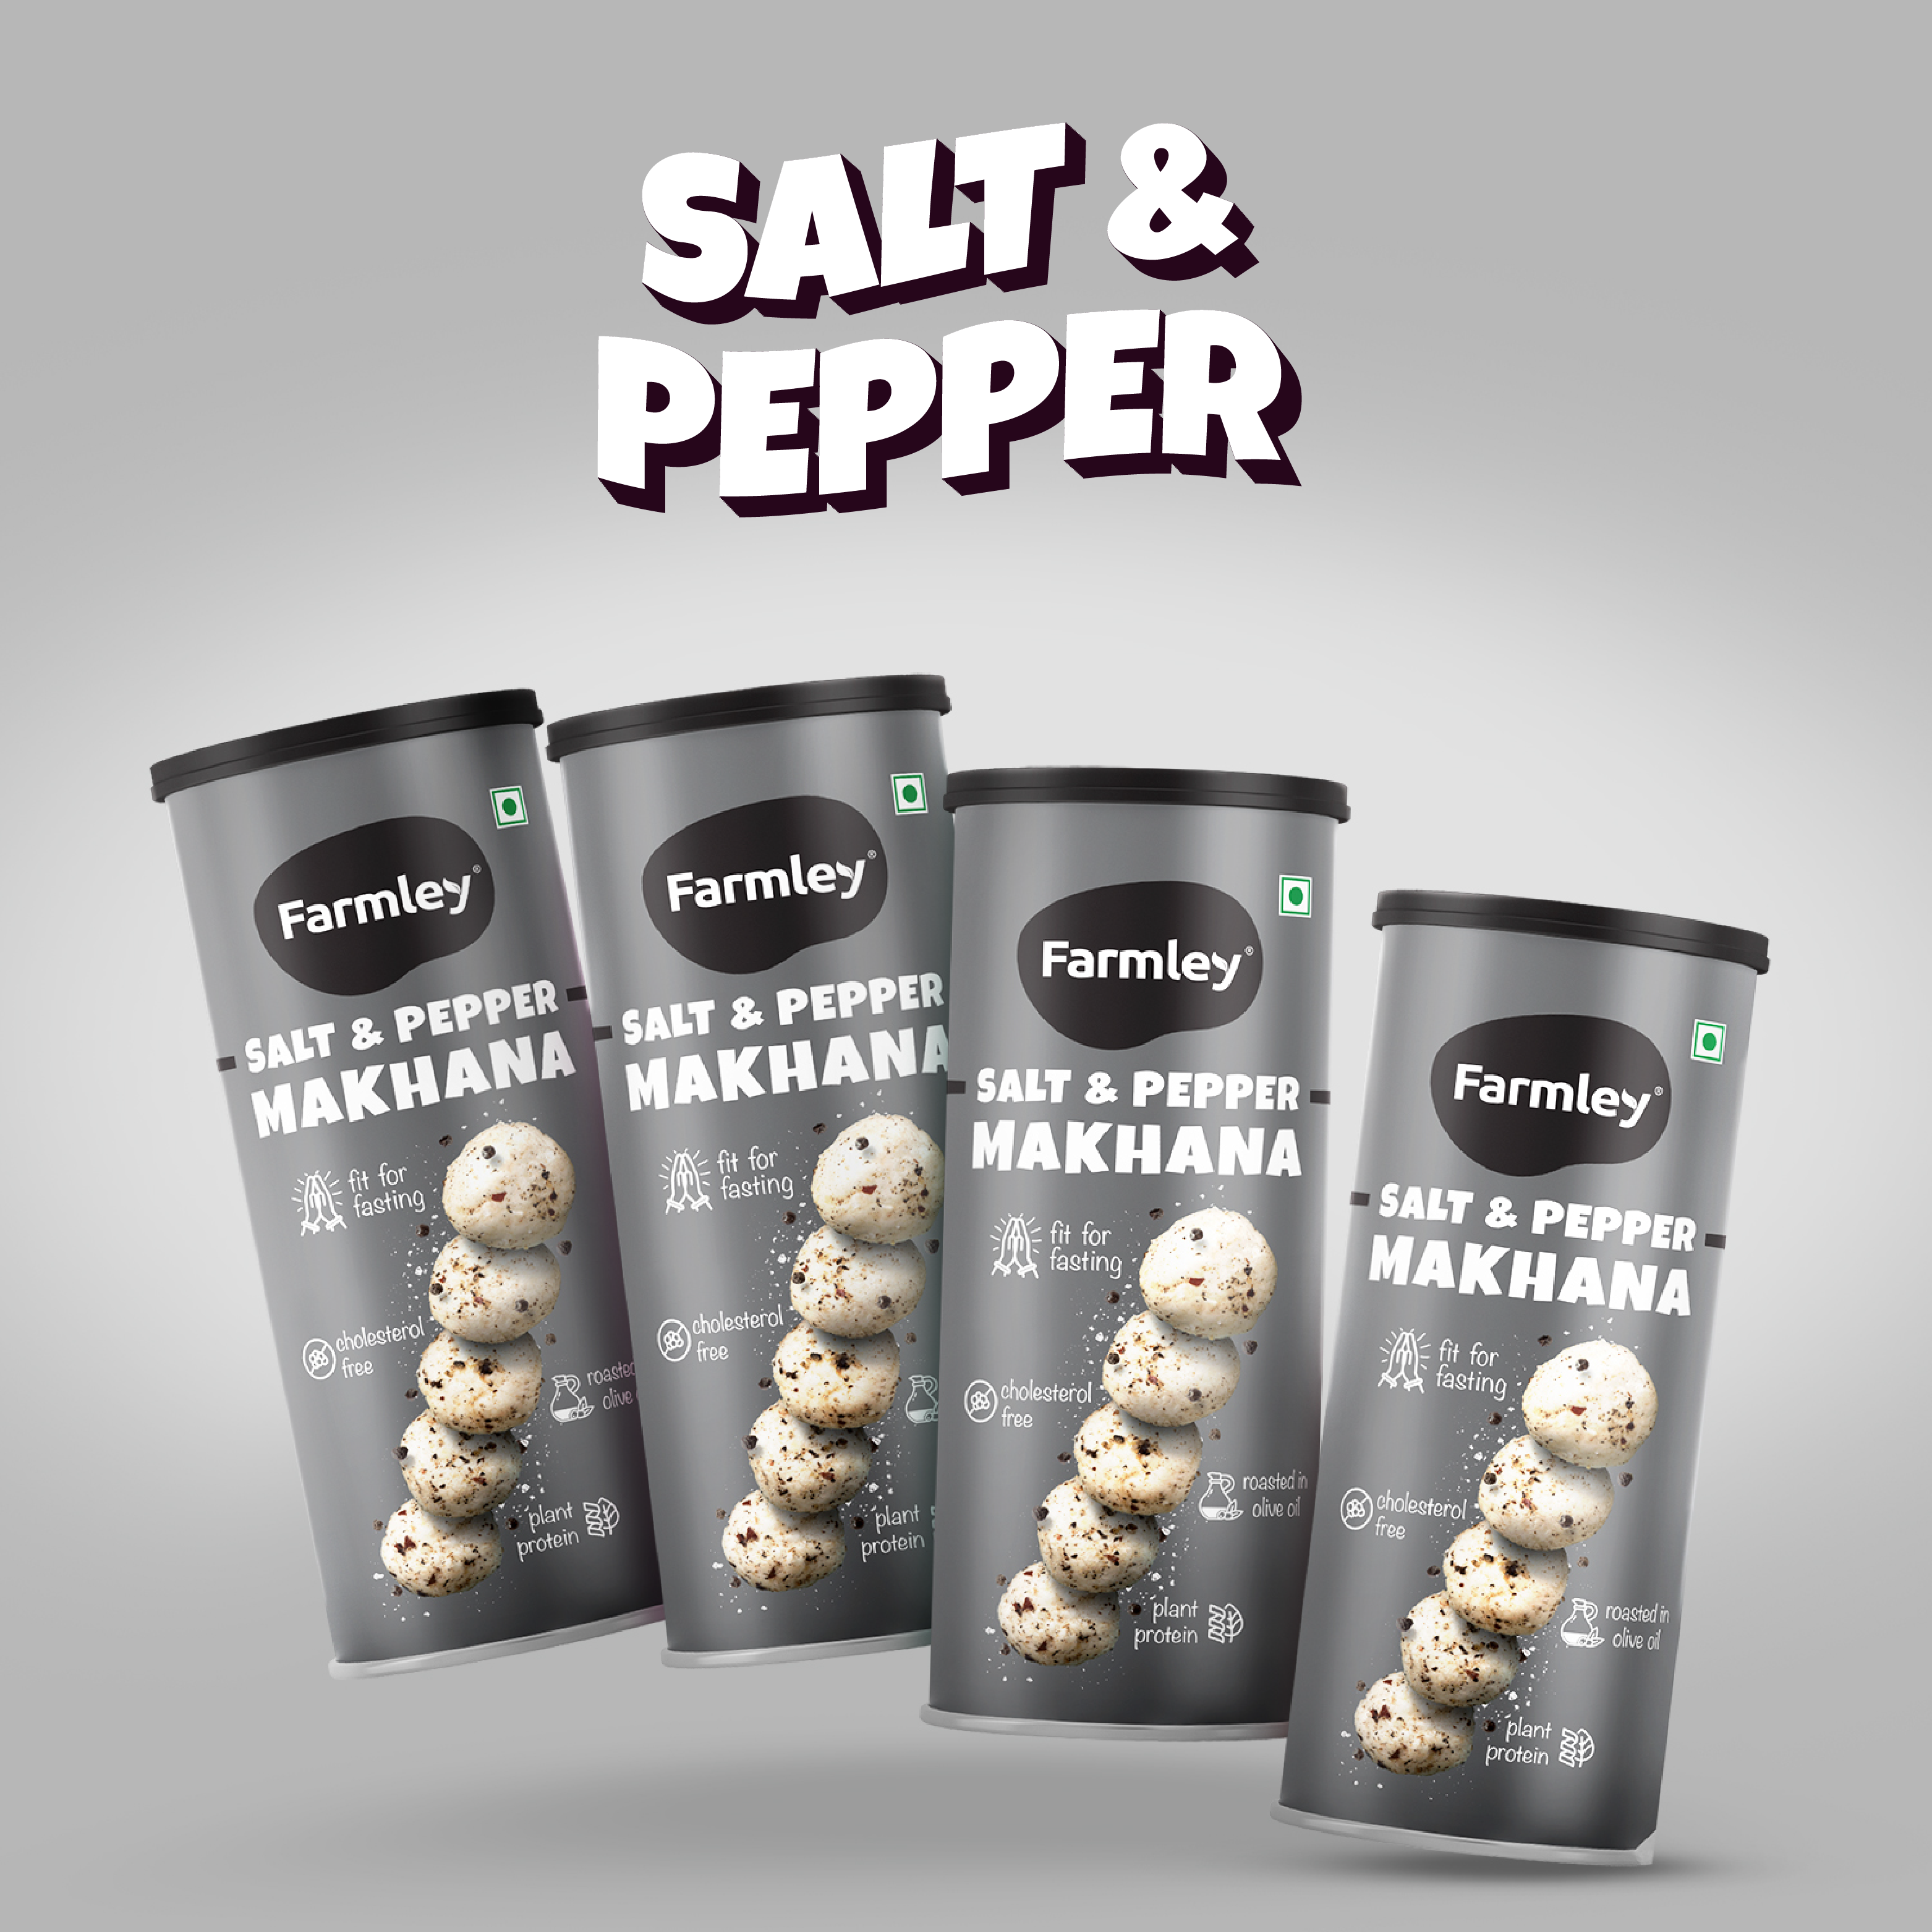 SALT &
PEPPER
Farmley®
SALT & PEPPER
MAKHANA
fit for
fasting
cholesterol
free
roasted
olive
plant
protein
Farmley®
SALT & PEPPER
MAKHANA
fit for
fasting
cholesterol
free
plant
protein
Farmley®
SALT & PEPPER
MAKHANA
fit for
fasting
cholesterol
free
roasted in
olive oil
plant
protein
Farmley®
SALT & PEPPER
MAKHANA
fit for
fasting
cholesterol
free
roasted in
olive oil
plant
protein